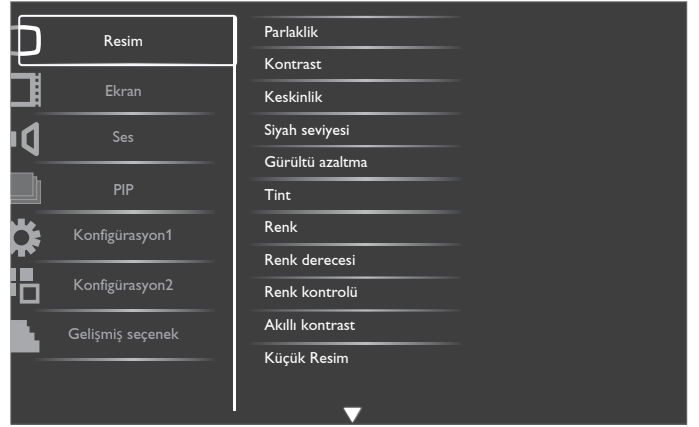 Resim
Ekran
Ses
PIP
Konfigürasyon1
Konfigürasyon2
Gelişmiş seçenek
Parlaklik
Kontrast
Keskinlik
Siyah seviyesi
Gürültü azaltma
Tint
Renk
Renk derecesi
Renk kontrolü
Akıllı kontrast
Küçük Resim